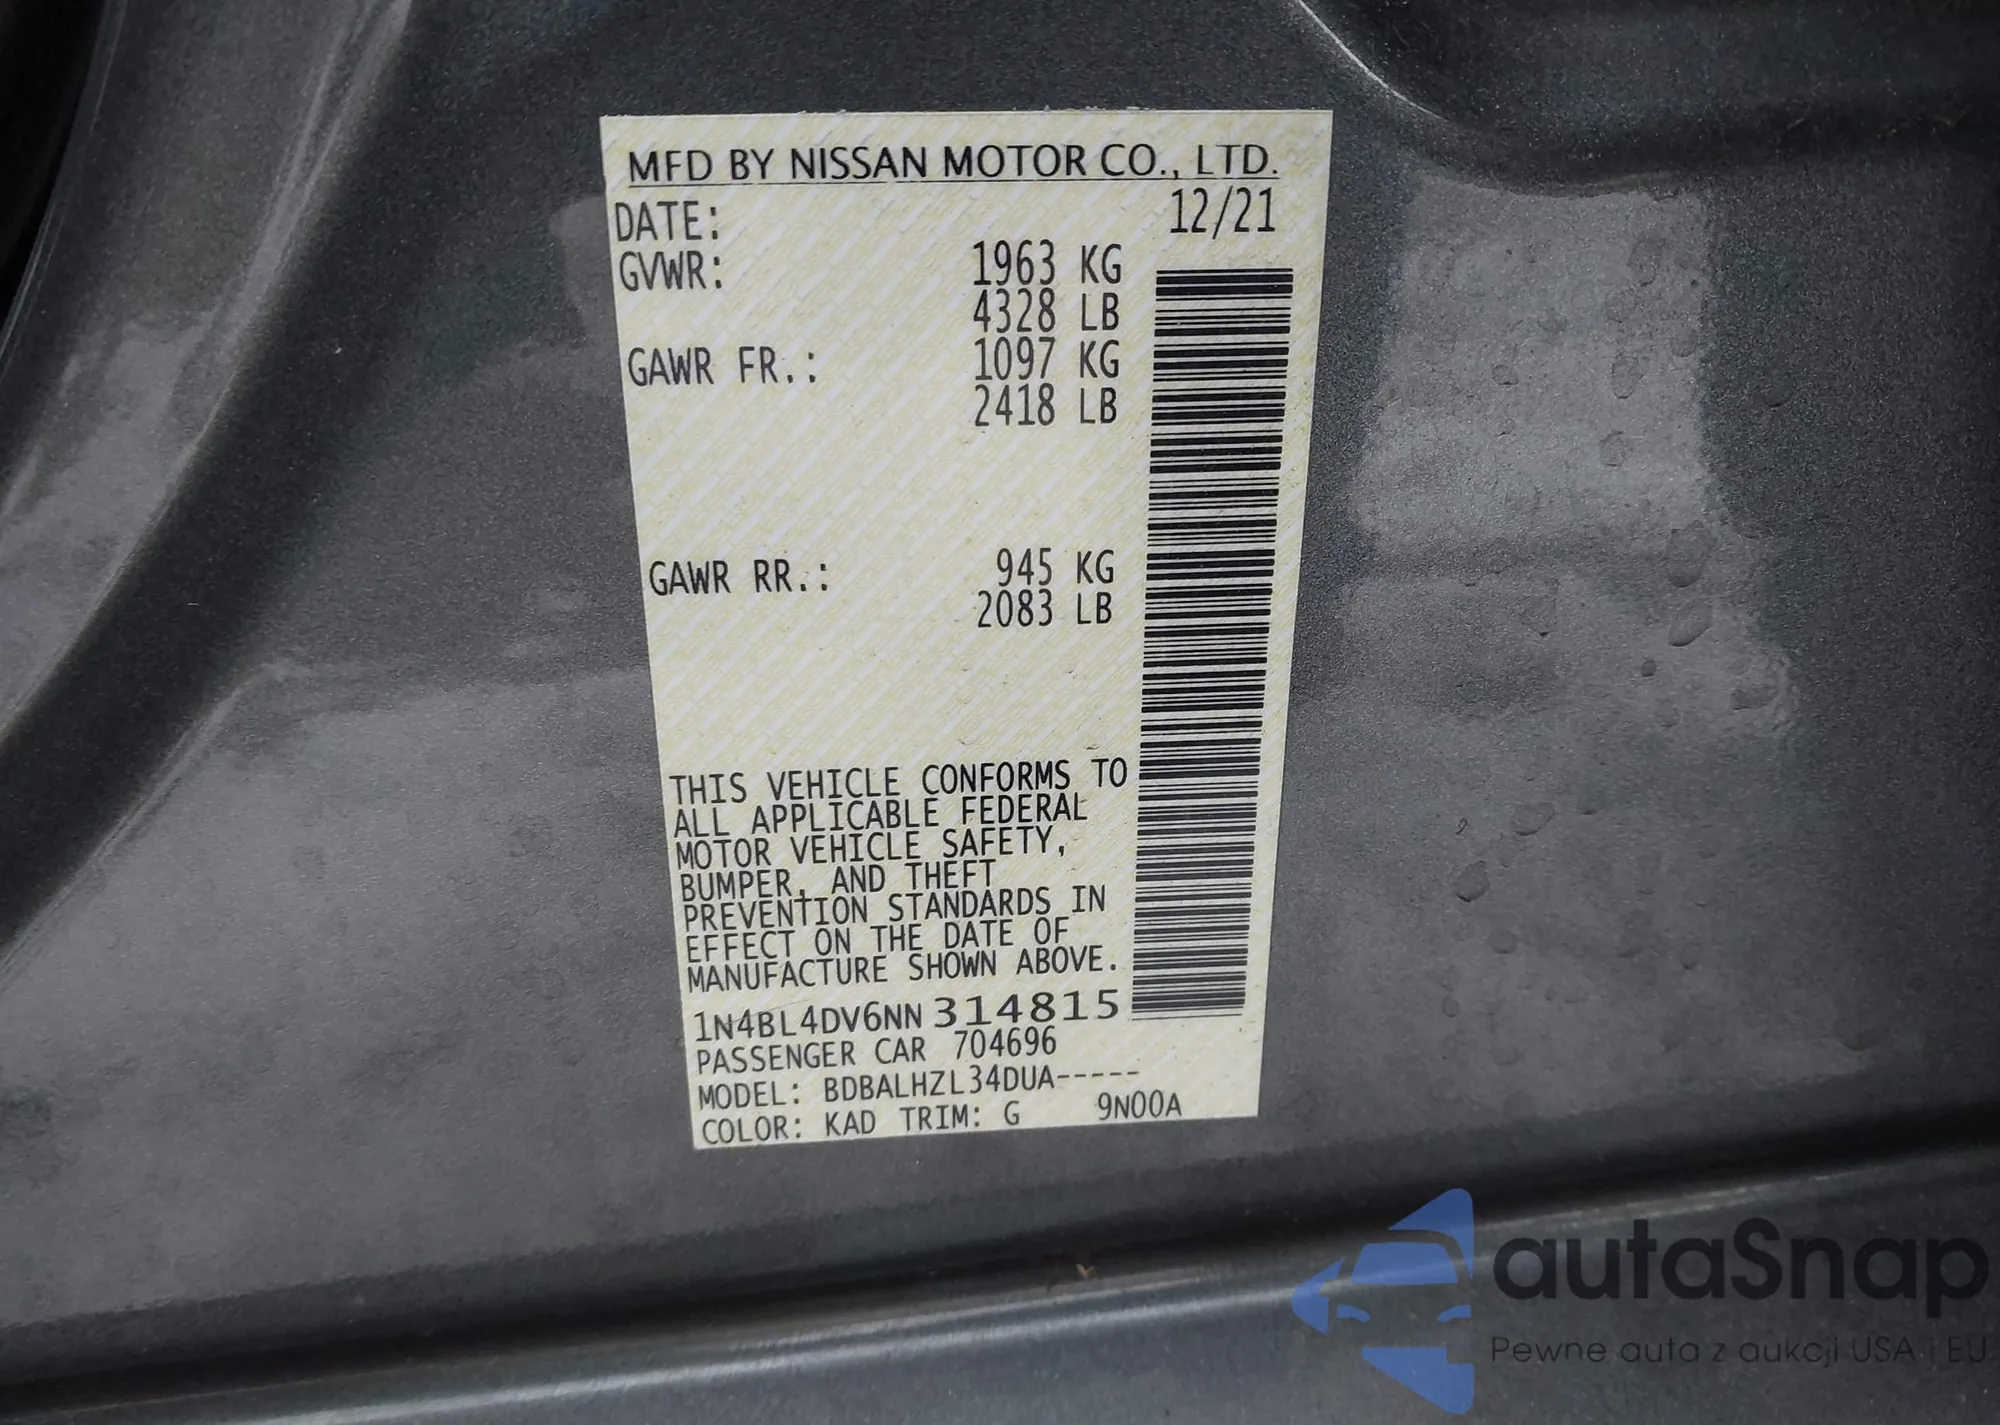 MFD BY NISSAN MOTOR CO., LTD.
DATE: 12/21
GVWR: 1963 KG
4328 LB
GAWR FR.: 1097 KG
2418 LB
GAWR RR.: 945 KG
2083 LB
THIS VEHICLE CONFORMS TO
ALL APPLICABLE FEDERAL
MOTOR VEHICLE SAFETY,
BUMPER, AND THEFT
PREVENTION STANDARDS IN
EFFECT ON THE DATE OF
MANUFACTURE SHOWN ABOVE.
1N4BL4DV6NN314815
PASSENGER CAR 704696
MODEL: BDBALHZL34DUA-----
COLOR: KAD TRIM: G 9N00A
autoSnap
Pewne auta z aukcji USA i EU